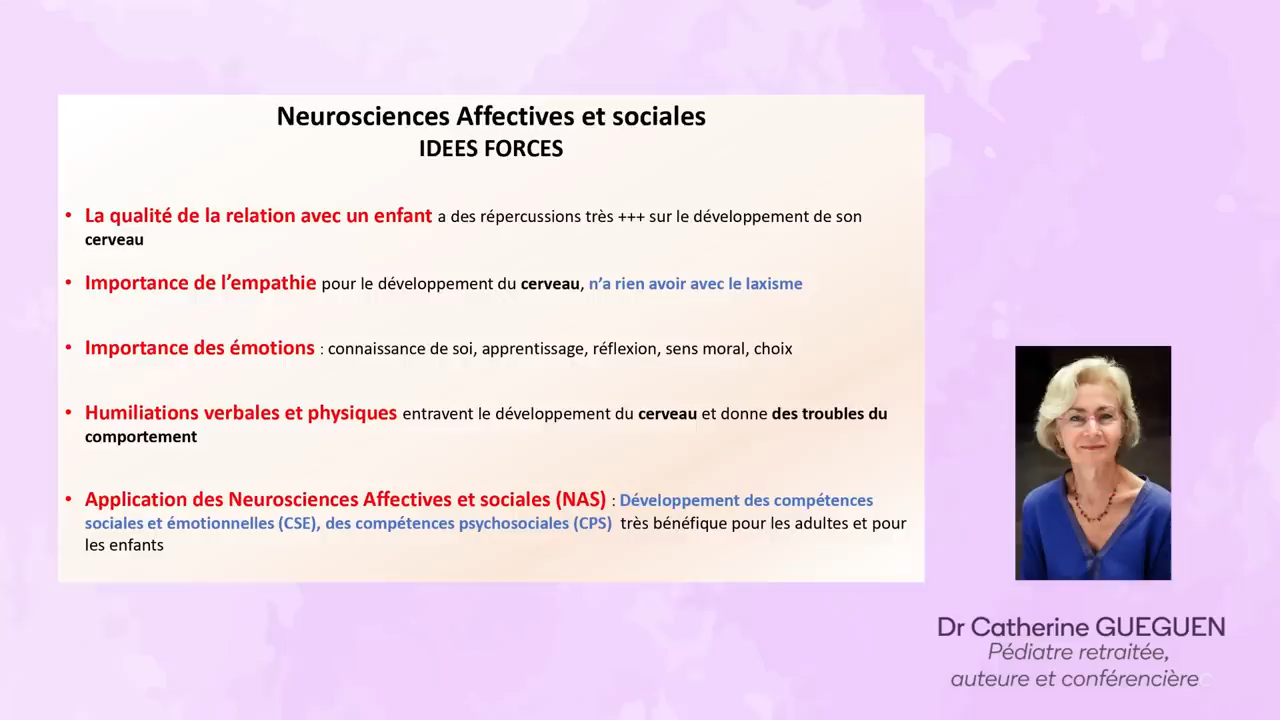 Neurosciences Affectives et sociales
IDEES FORCES
• La qualité de la relation avec un enfant a des répercussions très +++ sur le développement de son
cerveau
• Importance de l’empathie pour le développement du cerveau, n’a rien avoir avec le laxisme
• Importance des émotions : connaissance de soi, apprentissage, réflexion, sens moral, choix
• Humiliations verbales et physiques entravent le développement du cerveau et donne des troubles du
comportement
• Application des Neurosciences Affectives et sociales (NAS) : Développement des compétences
sociales et émotionnelles (CSE), des compétences psychosociales (CPS) très bénéfique pour les adultes et pour
les enfants
Dr Catherine GUEGUEN
Pédiatre retraitée,
auteure et conférencière